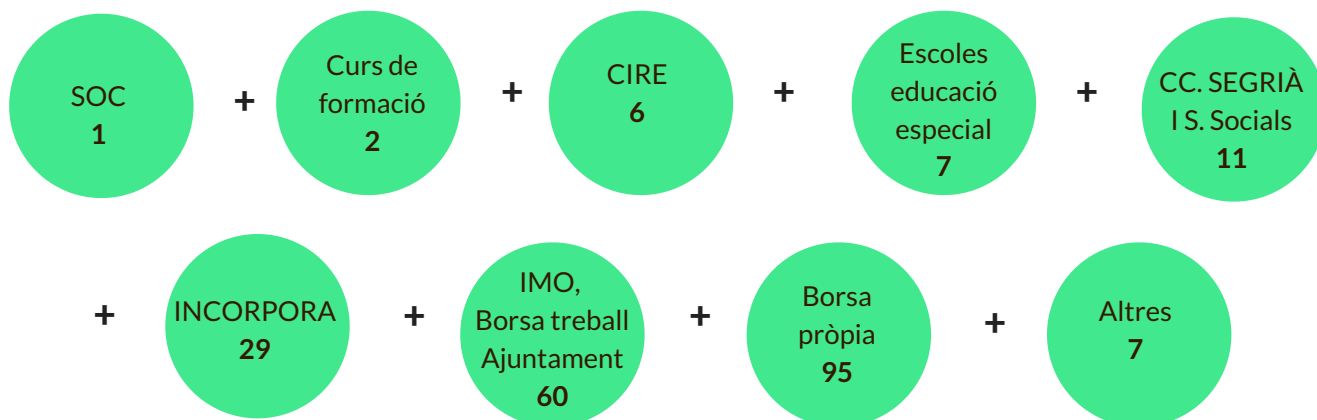 SOC
1
+
Curs de
formació
2
+
CIRE
6
+
Escoles
educació
especial
7
+
CC. SEGRIÀ
I S. Socials
11
+
INCORPORA
29
+
IMO,
Borsa treball
Ajuntament
60
+
Borsa
pròpia
95
+
Altres
7